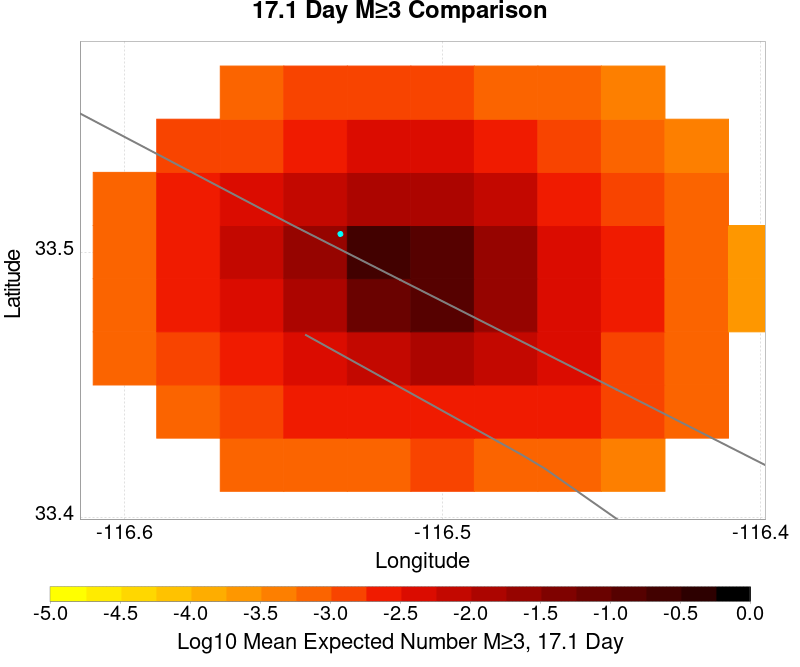 17.1 Day M≥3 Comparison
Latitude
33.5
33.4
-116.6 -116.5 -116.4
Longitude
-5.0 -4.5 -4.0 -3.5 -3.0 -2.5 -2.0 -1.5 -1.0 -0.5 0.0
Log10 Mean Expected Number M≥3, 17.1 Day